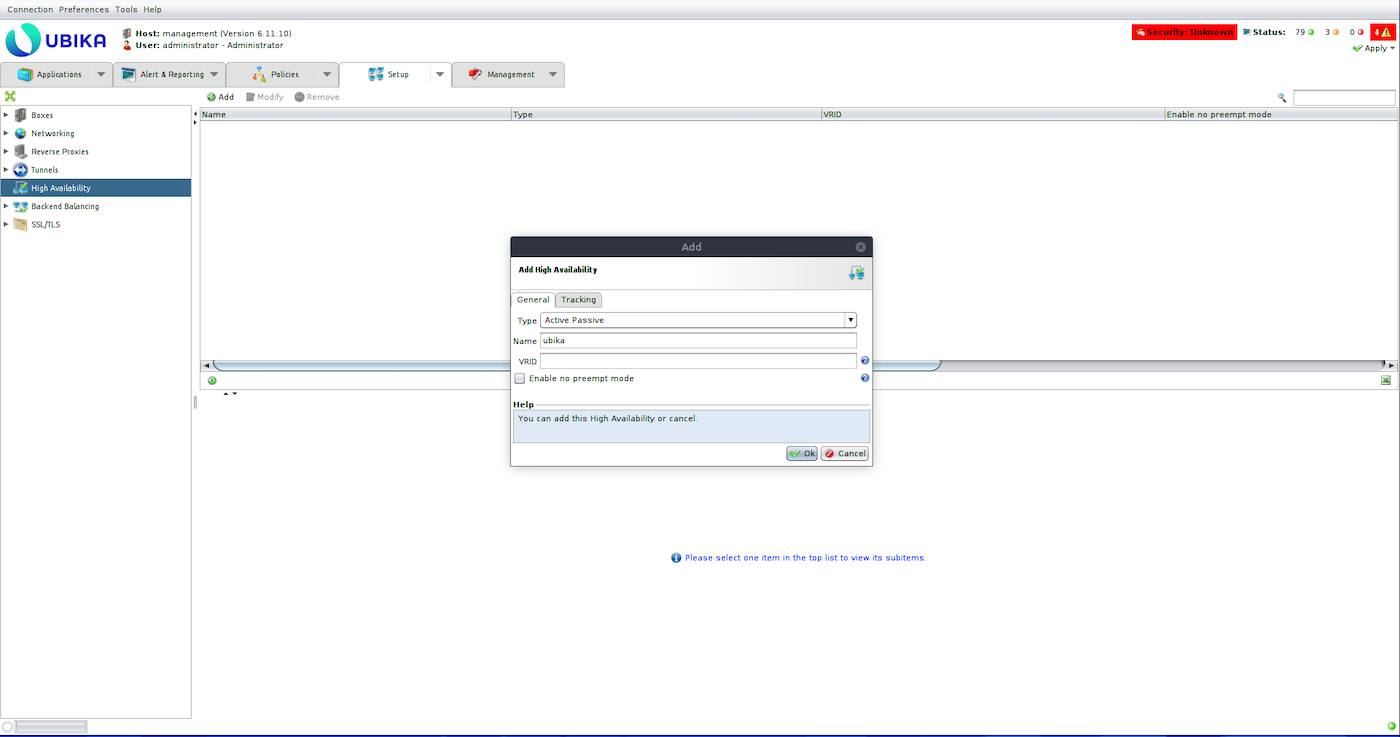 Connection Preferences Tools Help
UBIKA
Host: management (Version 6.11.10)
User: administrator - Administrator
Security: Unknown Status: 79 3 0
Apply
Applications Alert & Reporting Policies Setup Management
Add Modify Remove
Name Type VRID Enable no preempt mode
Boxes
Networking
Reverse Proxies
Tunnels
High Availability
Backend Balancing
SSL/TLS
Add
Add High Availability
General Tracking
Type Active Passive
Name ubika
VRID
Enable no preempt mode
Help
You can add this High Availability or cancel.
Ok Cancel
Please select one item in the top list to view its subitems.